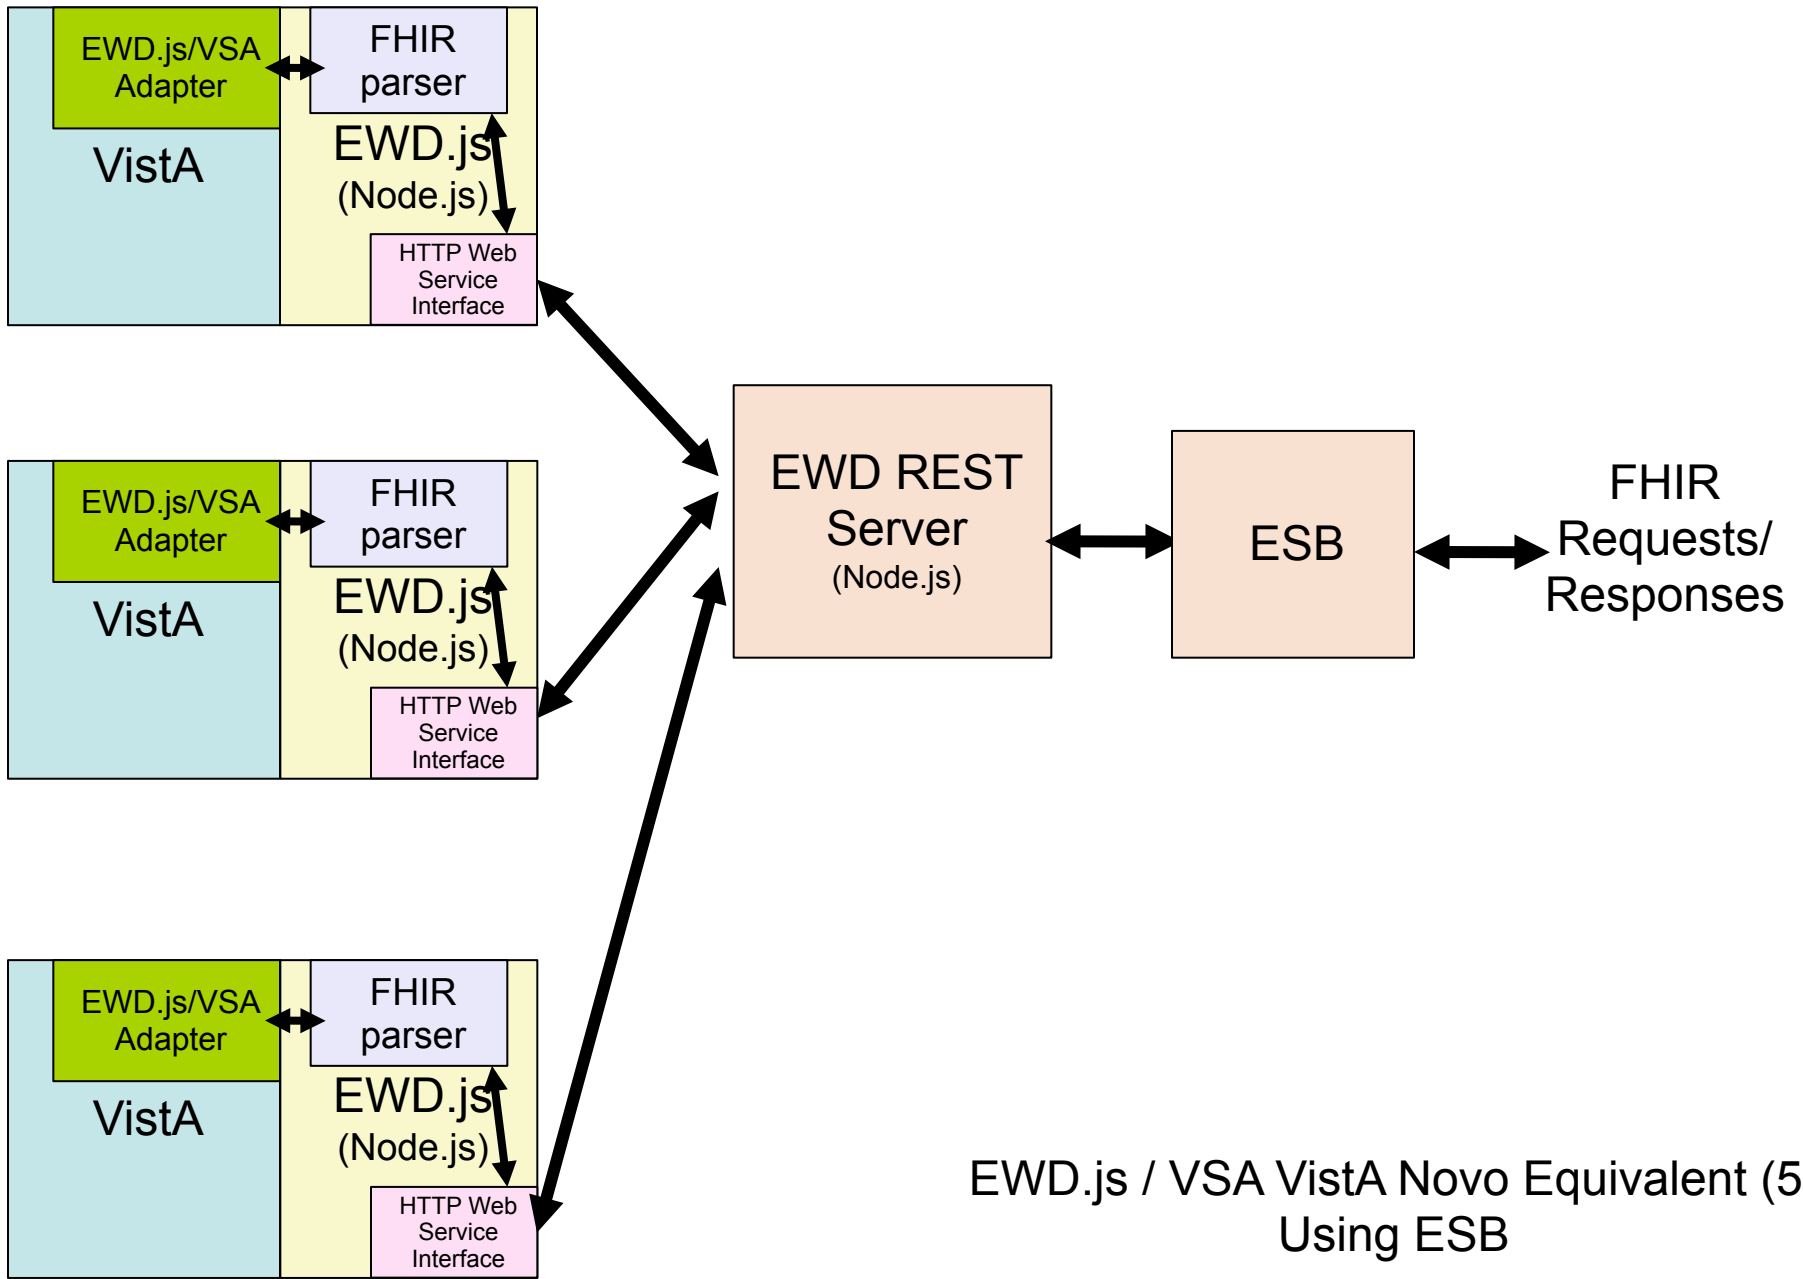 EWD.js/VSA
Adapter
FHIR
parser
VistA
EWD.js
(Node.js)
HTTP Web
Service
Interface
EWD.js/VSA
Adapter
FHIR
parser
VistA
EWD.js
(Node.js)
HTTP Web
Service
Interface
EWD.js/VSA
Adapter
FHIR
parser
VistA
EWD.js
(Node.js)
HTTP Web
Service
Interface
EWD REST
Server
(Node.js)
ESB
FHIR
Requests/
Responses
EWD.js / VSA VistA Novo Equivalent (5
Using ESB